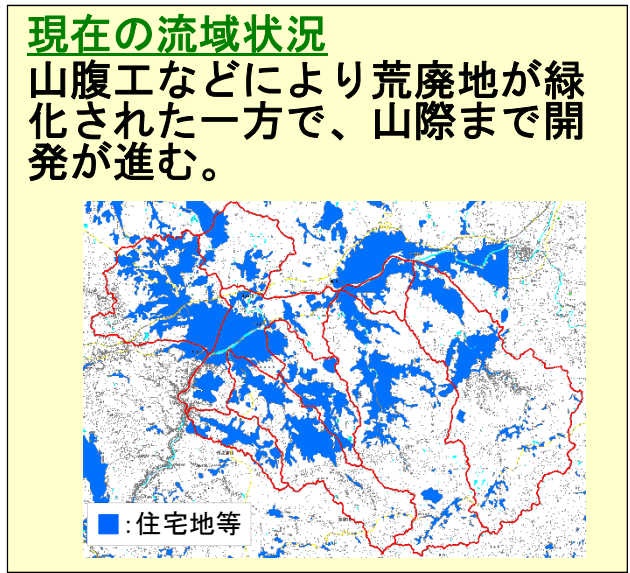 現在の流域状況
山腹工などにより荒廃地が緑
化された一方で、山際まで開
発が進む。
■:住宅地等